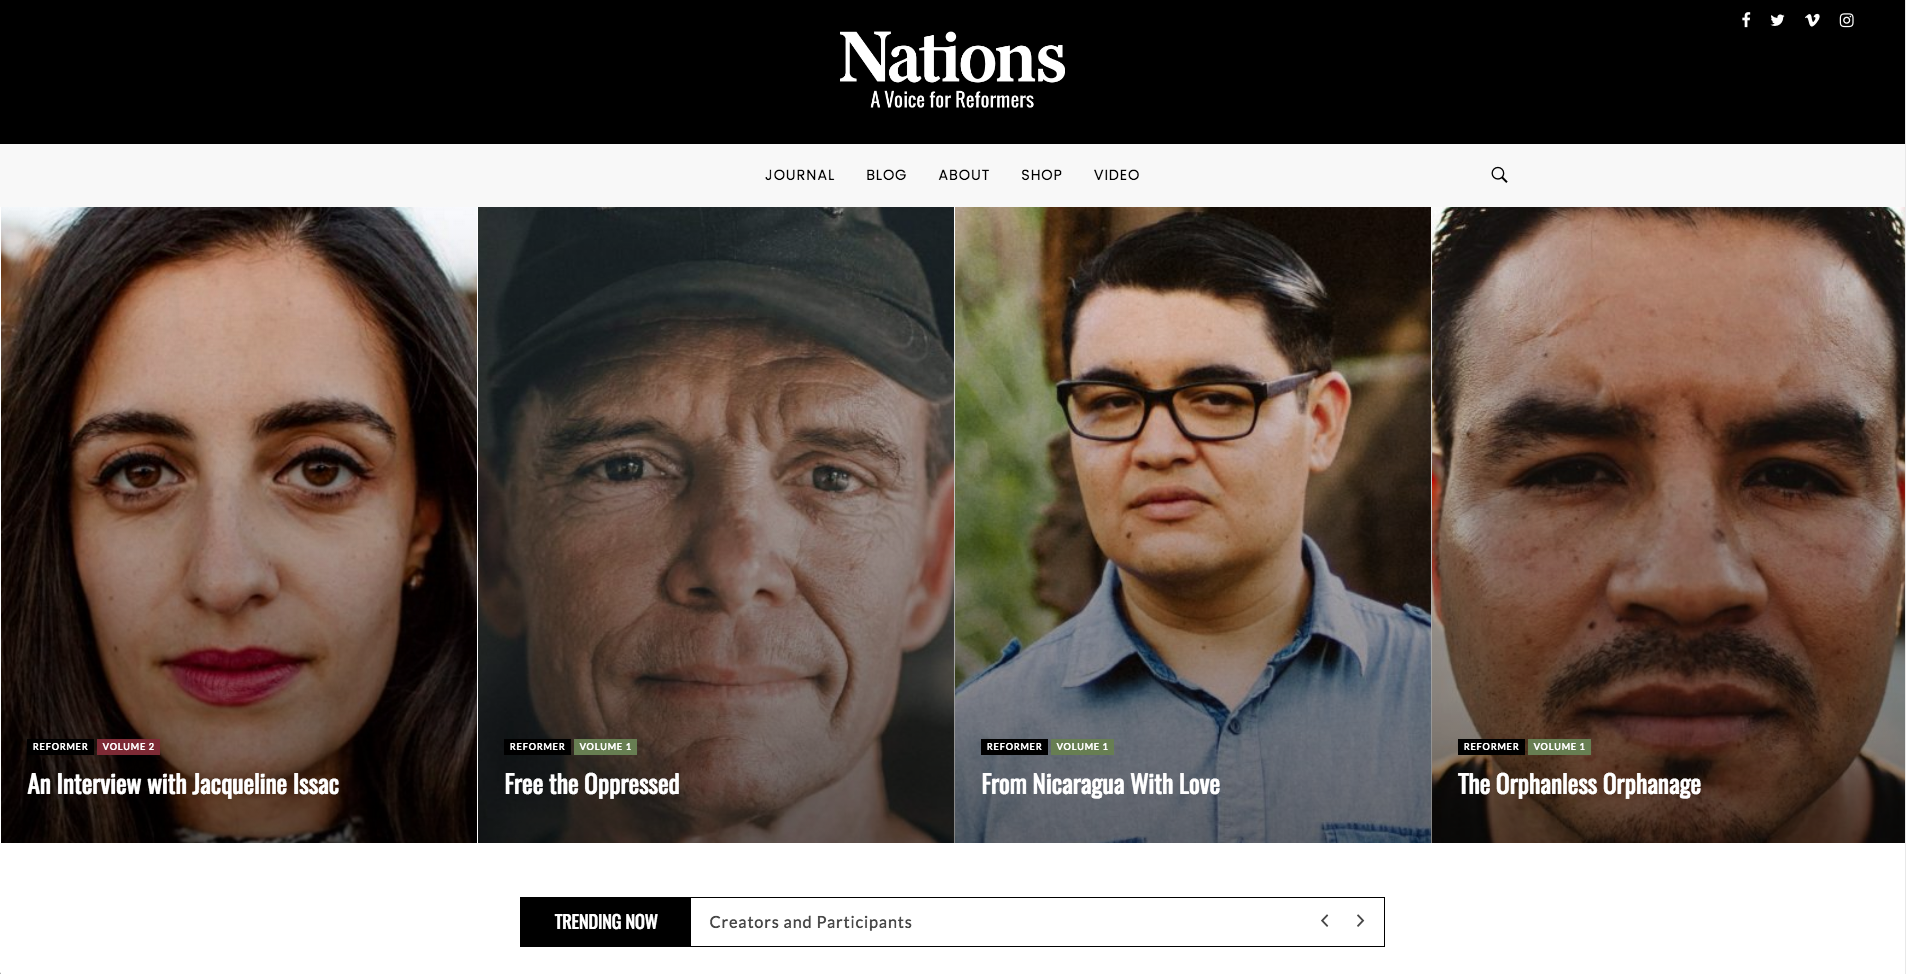 Nations
A Voice for Reformers
JOURNAL BLOG ABOUT SHOP VIDEO
REFORMER VOLUME 2
An Interview with Jacqueline Issac
REFORMER VOLUME 1
Free the Oppressed
REFORMER VOLUME 1
From Nicaragua With Love
REFORMER VOLUME 1
The Orphanless Orphanage
TRENDING NOW Creators and Participants